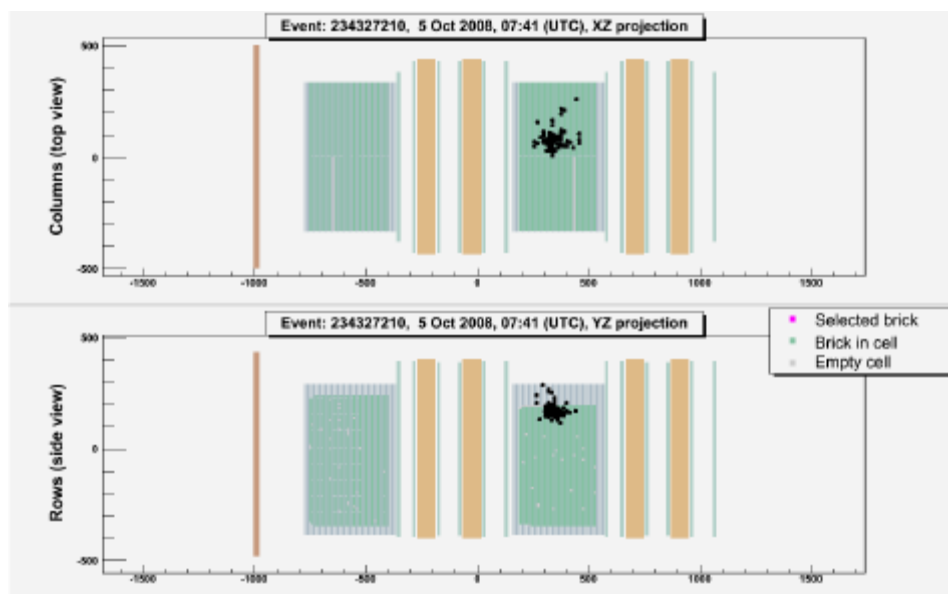 Event: 234327210, 5 Oct 2008, 07:41 (UTC), XZ projection
500
Columns (top view)
0
-500
-1500 -1000 -500 0 500 1000 1500
Event: 234327210, 5 Oct 2008, 07:41 (UTC), YZ projection
500
Selected brick
Brick in cell
Empty cell
Rows (side view)
0
-500
-1500 -1000 -500 0 500 1000 1500